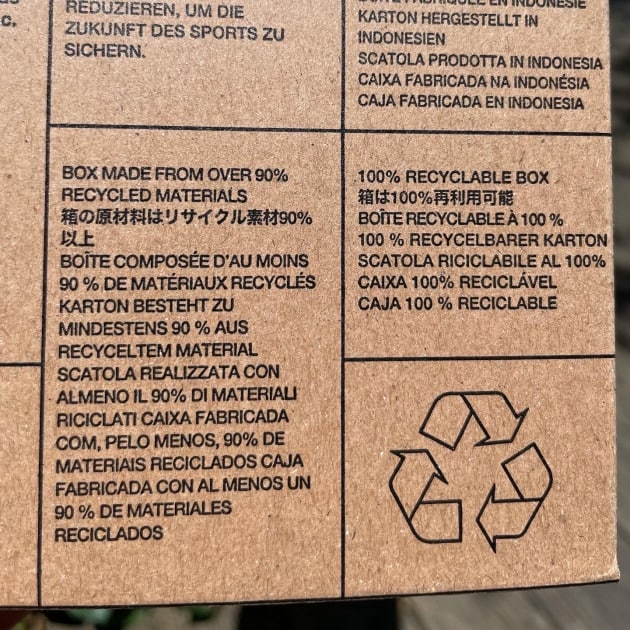 c.
REDUZIEREN, UM DIE
ZUKUNFT DES SPORTS ZU
SICHERN.
EN INDONÉSIE
KARTON HERGESTELLT IN
INDONESIEN
SCATOLA PRODOTTA IN INDONESIA
CAIXA FABRICADA NA INDONÉSIA
CAJA FABRICADA EN INDONESIA
BOX MADE FROM OVER 90%
RECYCLED MATERIALS
箱の原材料はリサイクル素材90%
以上
BOÎTE COMPOSÉE D'AU MOINS
90 % DE MATÉRIAUX RECYCLÉS
KARTON BESTEHT ZU
MINDESTENS 90 % AUS
RECYCELTEM MATERIAL
SCATOLA REALIZZATA CON
ALMENO IL 90% DI MATERIALI
RICICLATI CAIXA FABRICADA
COM, PELO MENOS, 90% DE
MATERIAIS RECICLADOS CAJA
FABRICADA CON AL MENOS UN
90 % DE MATERIALES
RECICLADOS
100% RECYCLABLE BOX
箱は100%再利用可能
BOÎTE RECYCLABLE À 100 %
100 % RECYCELBARER KARTON
SCATOLA RICICLABILE AL 100%
CAIXA 100% RECICLÁVEL
CAJA 100 % RECICLABLE